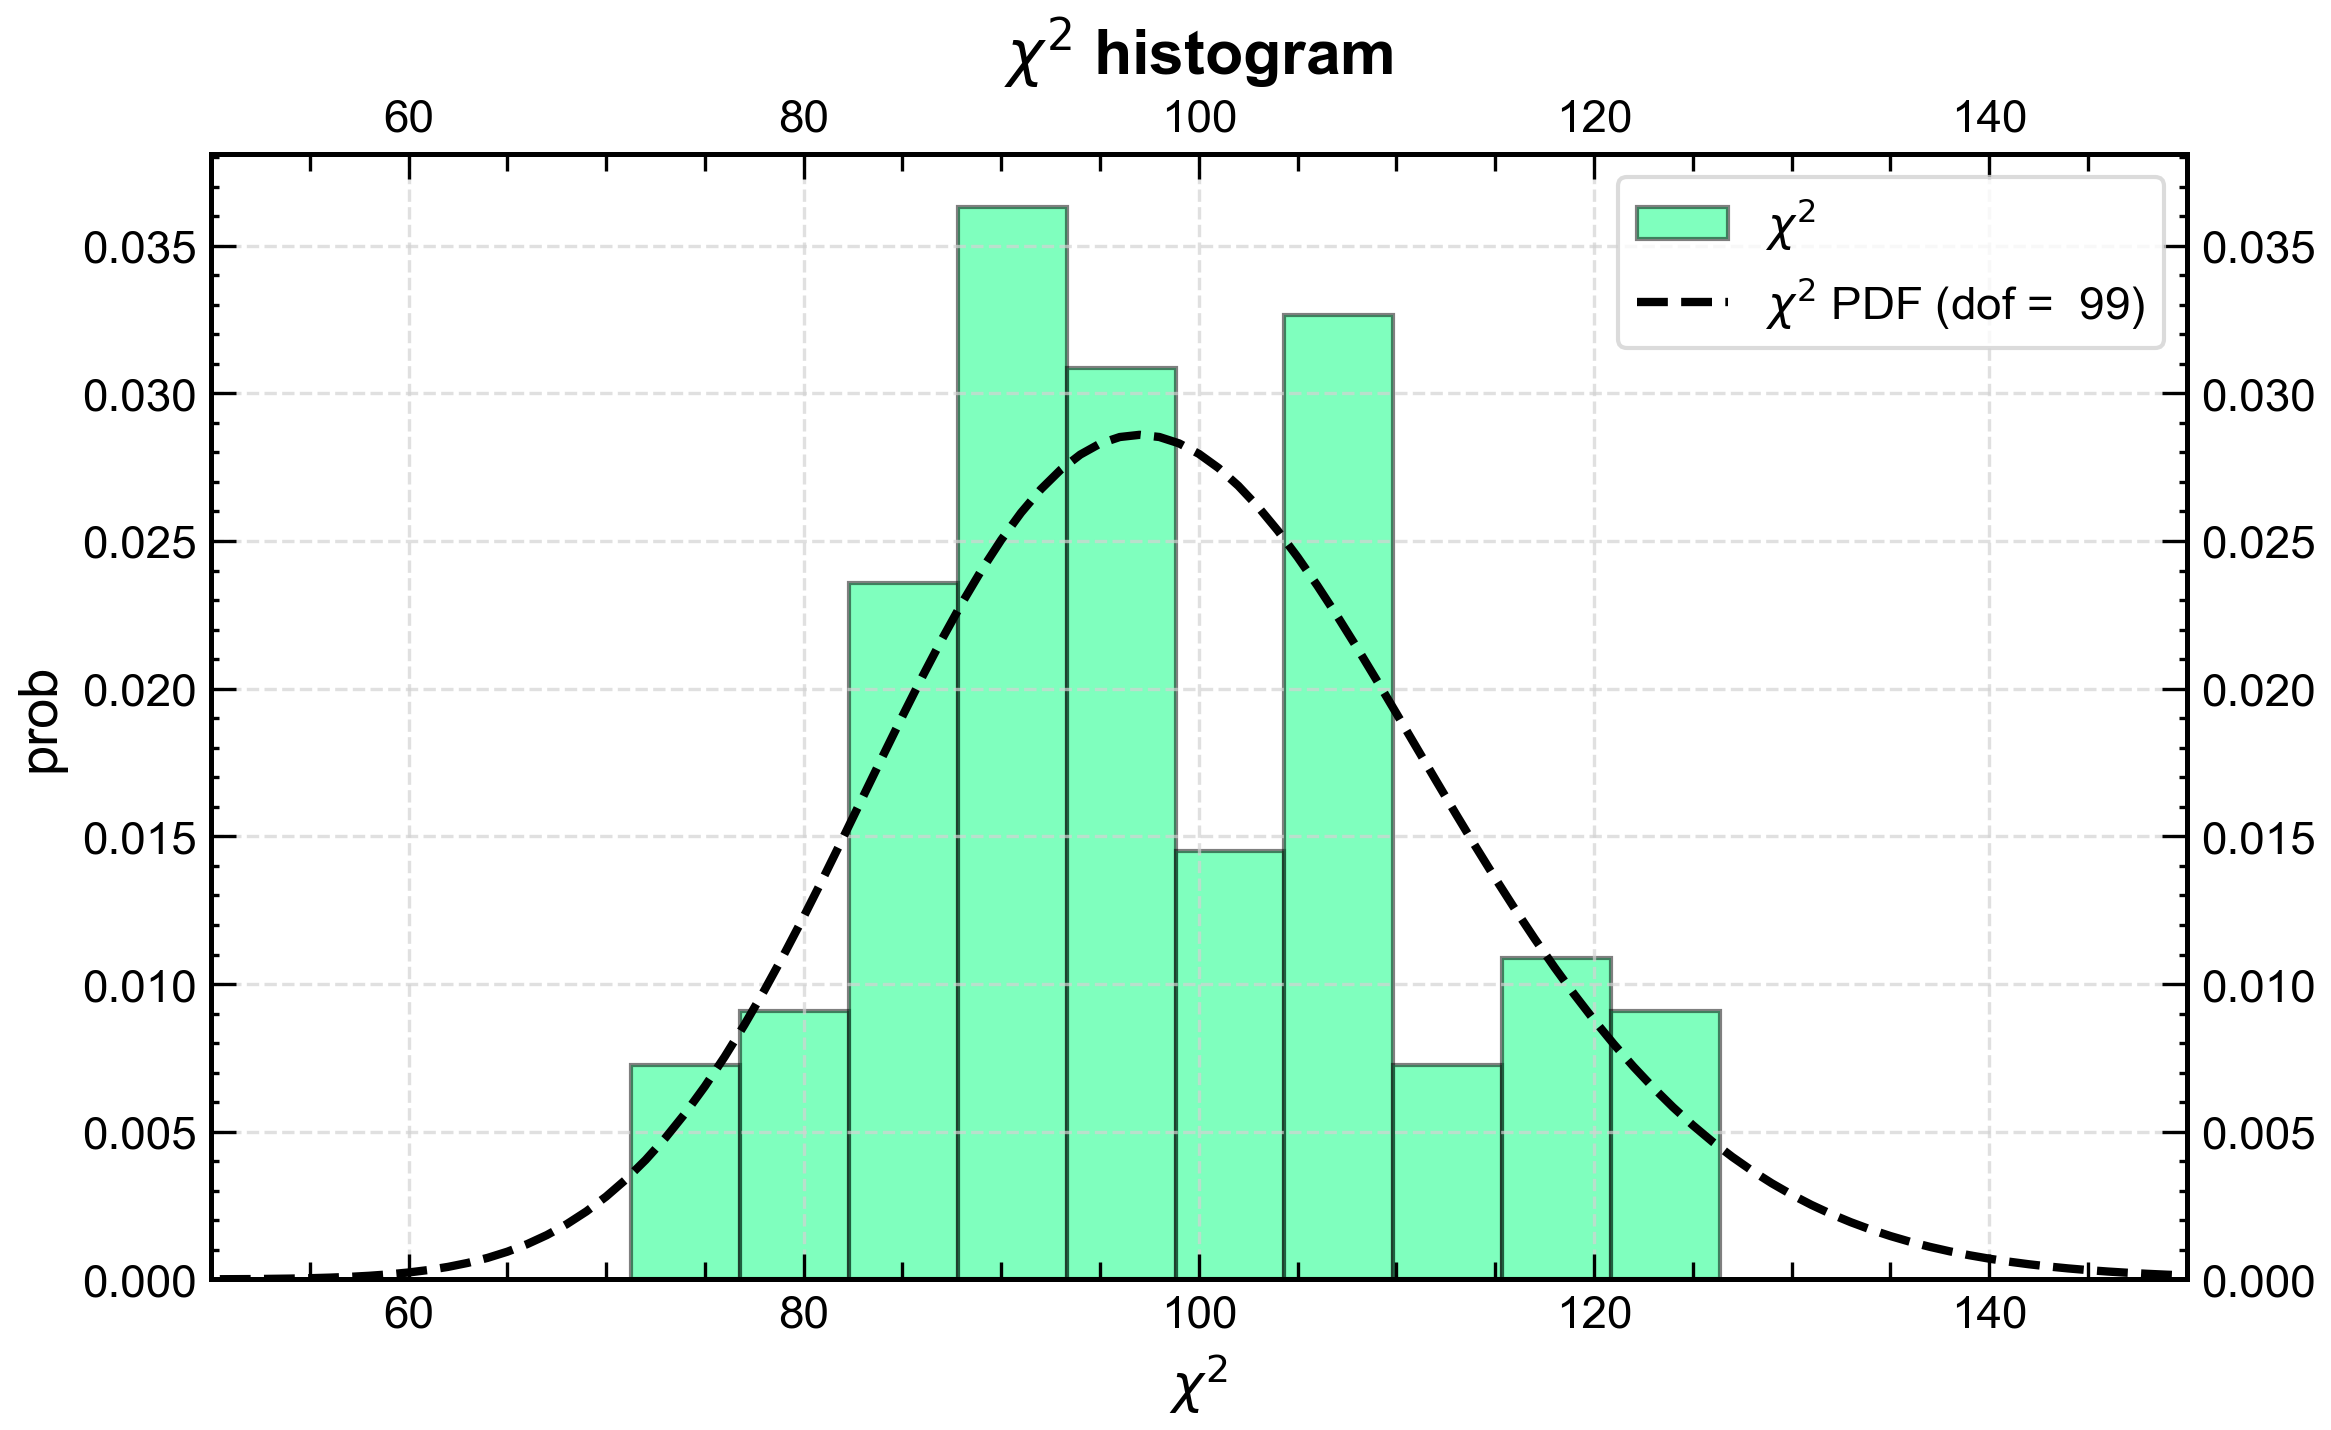 χ² histogram
60 80 100 120 140
χ²
χ² PDF (dof =  99)
0.035 0.035
0.030 0.030
0.025 0.025
0.020 0.020
0.015 0.015
0.010 0.010
0.005 0.005
0.000 0.000
prob
60 80 100 120 140
χ²